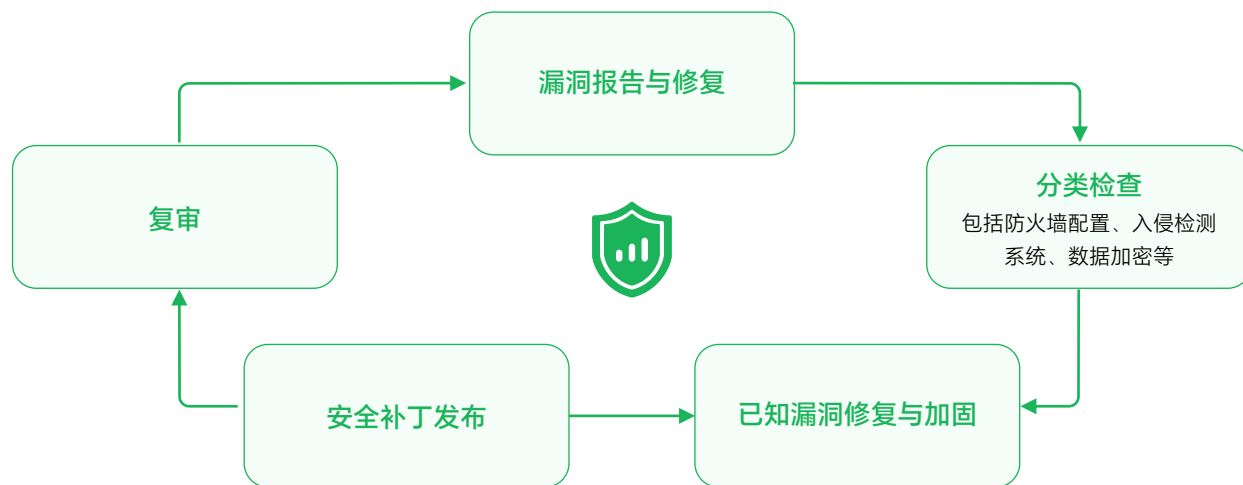 漏洞报告与修复
分类检查
包括防火墙配置、入侵检测
系统、数据加密等
复审
安全补丁发布
已知漏洞修复与加固